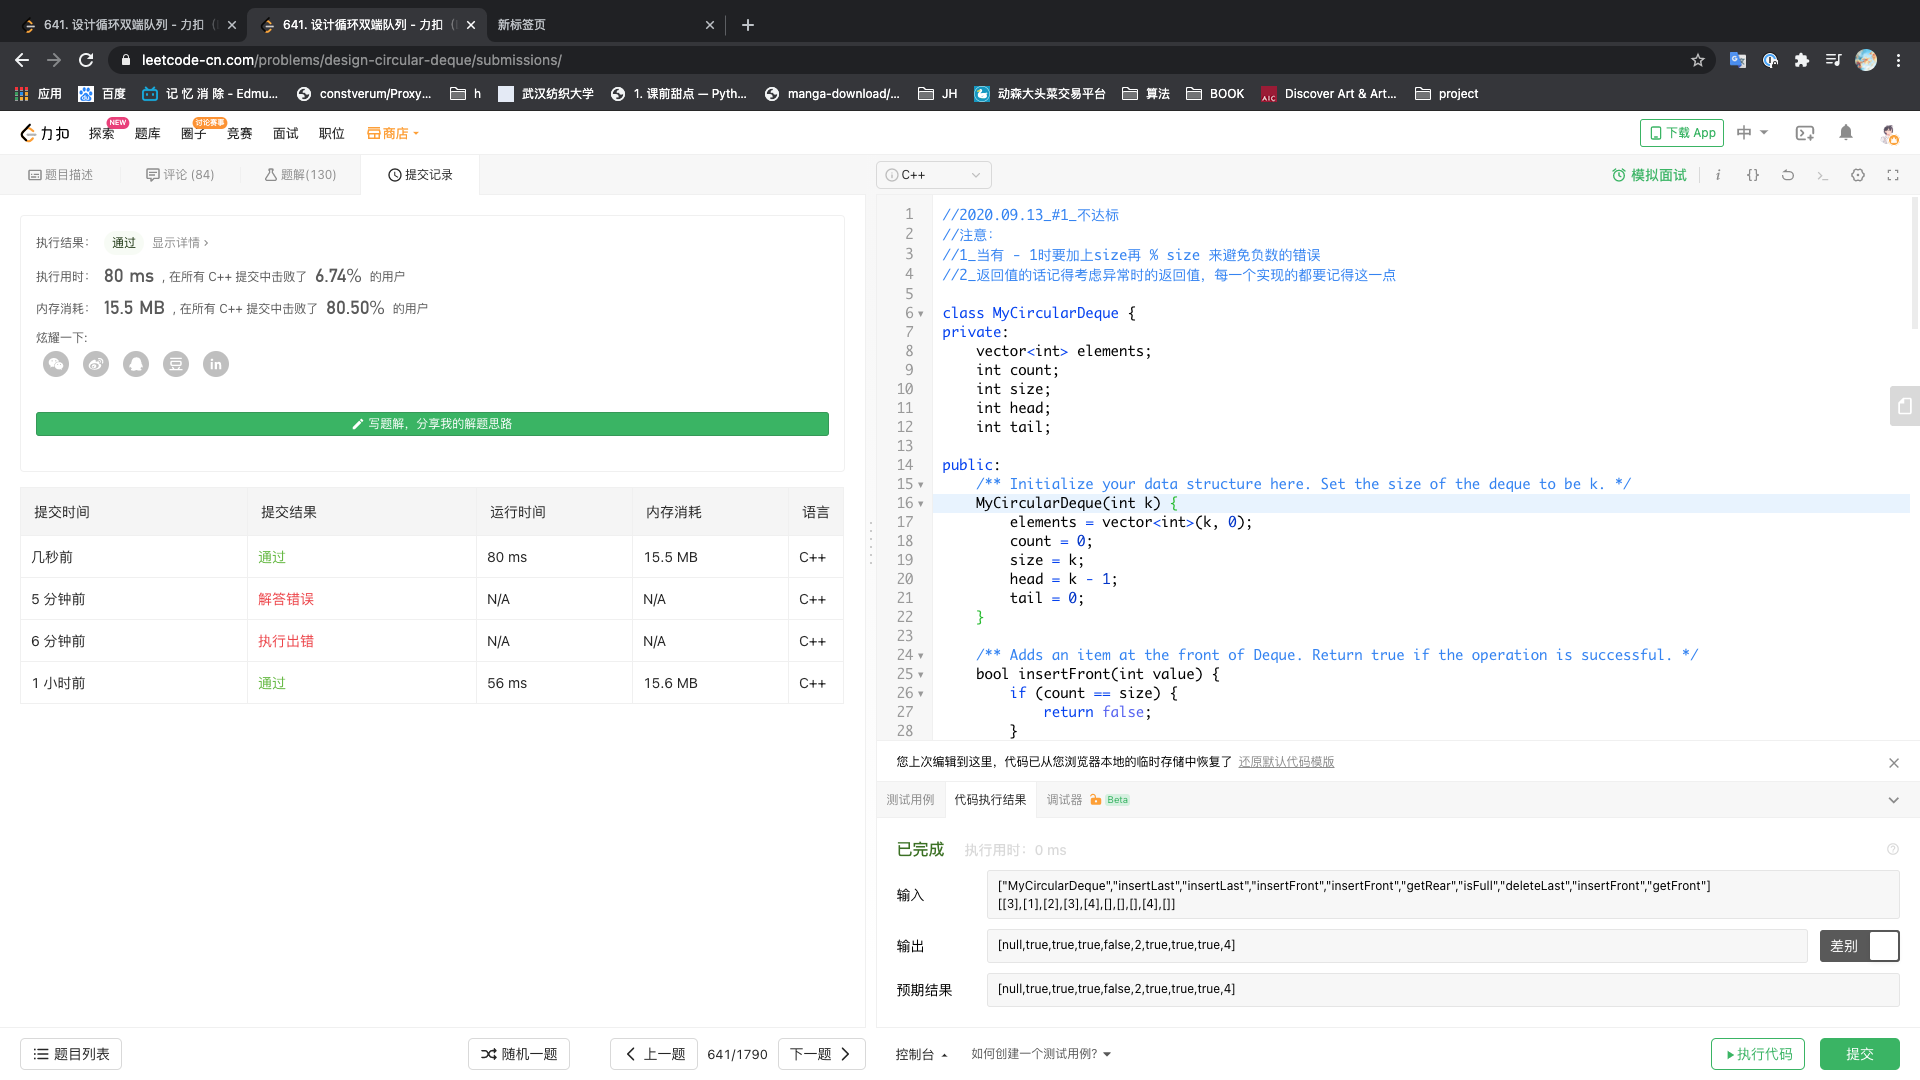 641. 设计循环双端队列 - 力扣
641. 设计循环双端队列 - 力扣
新标签页
leetcode-cn.com/problems/design-circular-deque/submissions/
应用 百度 记 忆 消 除 - Edmu... constverum/Proxy... h 武汉纺织大学 1. 课前甜点 — Pyth... manga-download/... JH 动森大头菜交易平台 算法 BOOK Discover Art & Art... project
力扣 探索 NEW 题库 圈子 讨论赛事 竞赛 面试 职位 商店 下载 App 中
题目描述 评论 (84) 题解(130) 提交记录
C++ 模拟面试
执行结果： 通过 显示详情 ›
执行用时： 80 ms , 在所有 C++ 提交中击败了 6.74% 的用户
内存消耗： 15.5 MB , 在所有 C++ 提交中击败了 80.50% 的用户
炫耀一下:
写题解，分享我的解题思路
提交时间 提交结果 运行时间 内存消耗 语言
几秒前 通过 80 ms 15.5 MB C++
5 分钟前 解答错误 N/A N/A C++
6 分钟前 执行出错 N/A N/A C++
1 小时前 通过 56 ms 15.6 MB C++
1 //2020.09.13_#1_不达标
2 //注意：
3 //1_当有 - 1时要加上size再 % size 来避免负数的错误
4 //2_返回值的话记得考虑异常时的返回值，每一个实现的都要记得这一点
5
6 class MyCircularDeque {
7 private:
8 vector<int> elements;
9 int count;
10 int size;
11 int head;
12 int tail;
13
14 public:
15 /** Initialize your data structure here. Set the size of the deque to be k. */
16 MyCircularDeque(int k) {
17 elements = vector<int>(k, 0);
18 count = 0;
19 size = k;
20 head = k - 1;
21 tail = 0;
22 }
23
24 /** Adds an item at the front of Deque. Return true if the operation is successful. */
25 bool insertFront(int value) {
26 if (count == size) {
27 return false;
28 }
您上次编辑到这里，代码已从您浏览器本地的临时存储中恢复了 还原默认代码模版
测试用例 代码执行结果 调试器 Beta
已完成 执行用时：0 ms
输入
["MyCircularDeque","insertLast","insertLast","insertFront","insertFront","getRear","isFull","deleteLast","insertFront","getFront"]
[[3],[1],[2],[3],[4],[],[],[],[4],[]]
输出 [null,true,true,true,false,2,true,true,true,4] 差别
预期结果 [null,true,true,true,false,2,true,true,true,4]
题目列表 随机一题 上一题 641/1790 下一题 控制台 如何创建一个测试用例? 执行代码 提交